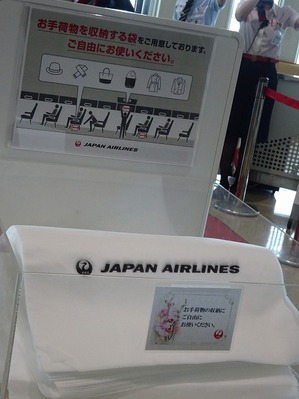 お手荷物を収納する袋をご用意しております。
ご自由にお使いください。
JAPAN AIRLINES
JAPAN AIRLINES
お手荷物の収納に
ご自由に
お使いください。